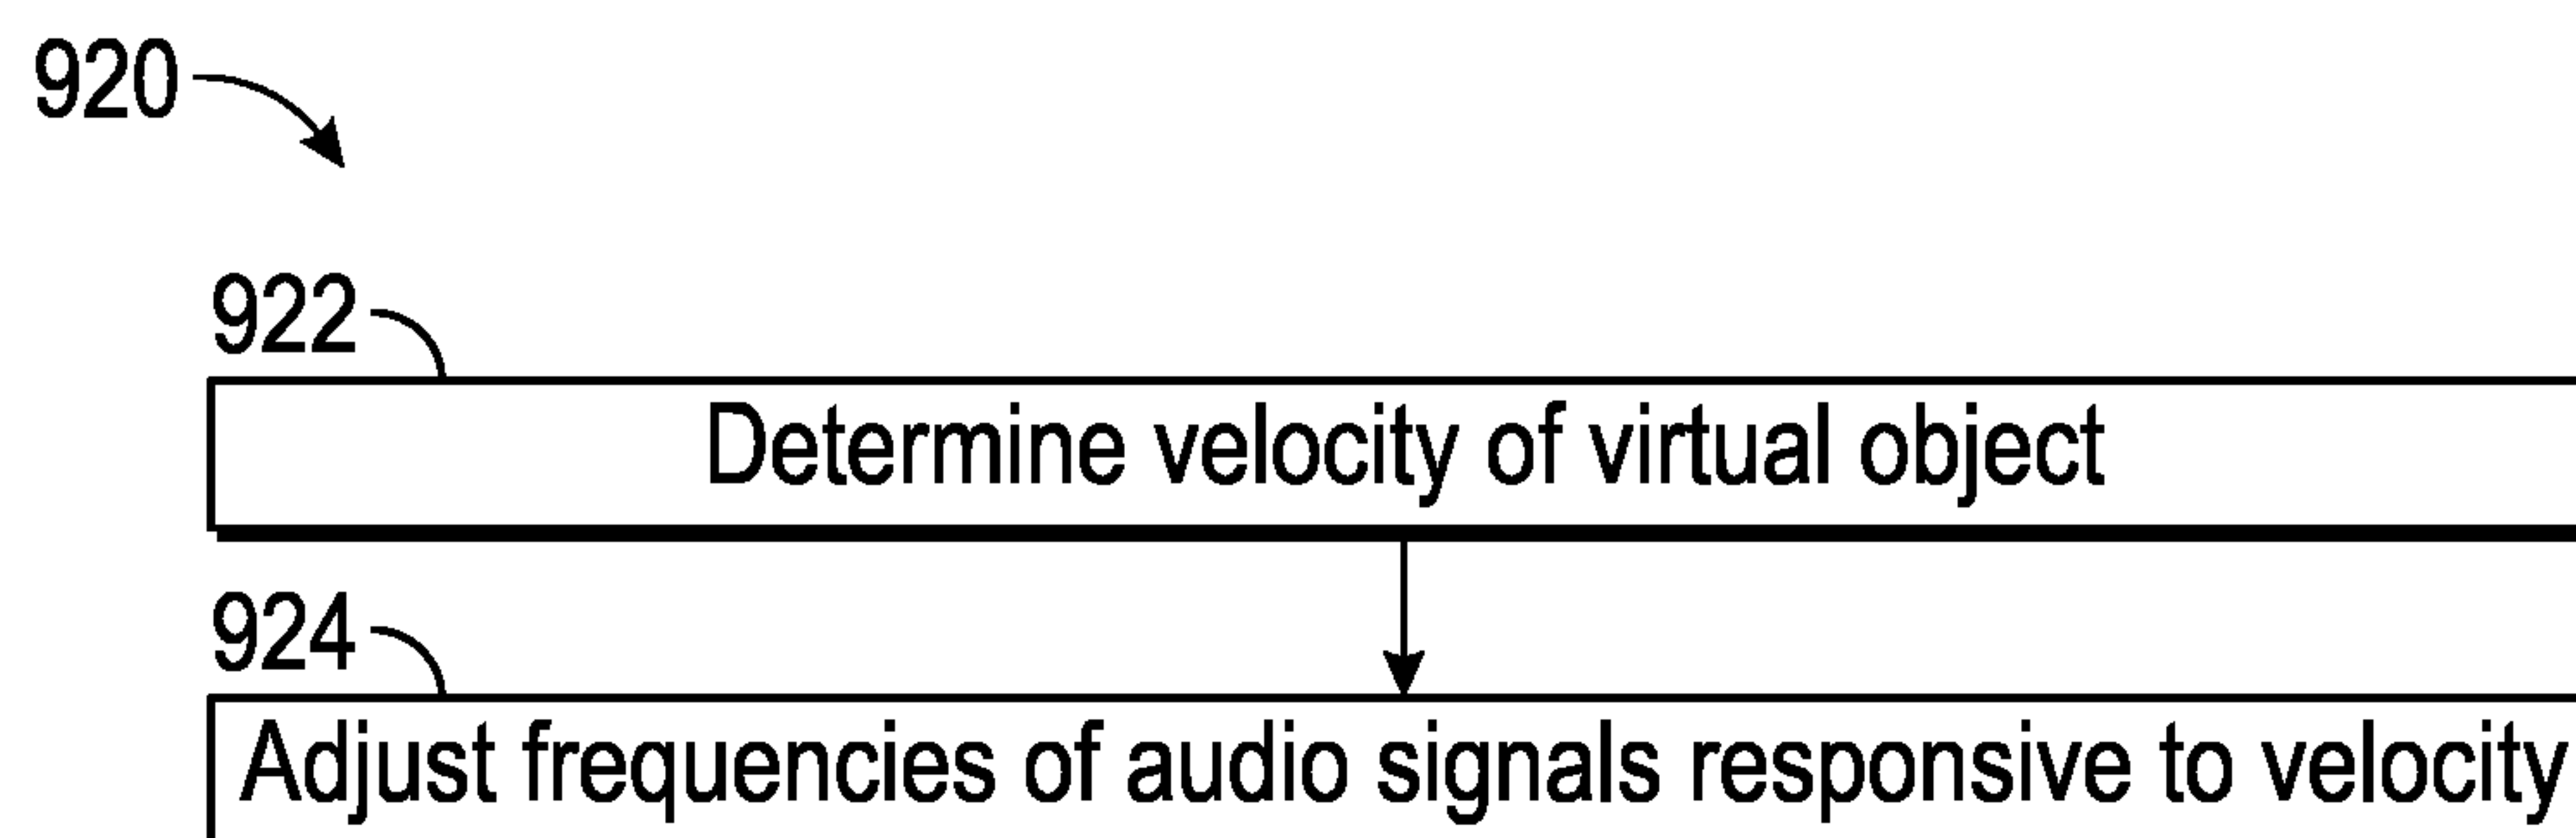 920
922
Determine velocity of virtual object
924
Adjust frequencies of audio signals responsive to velocity